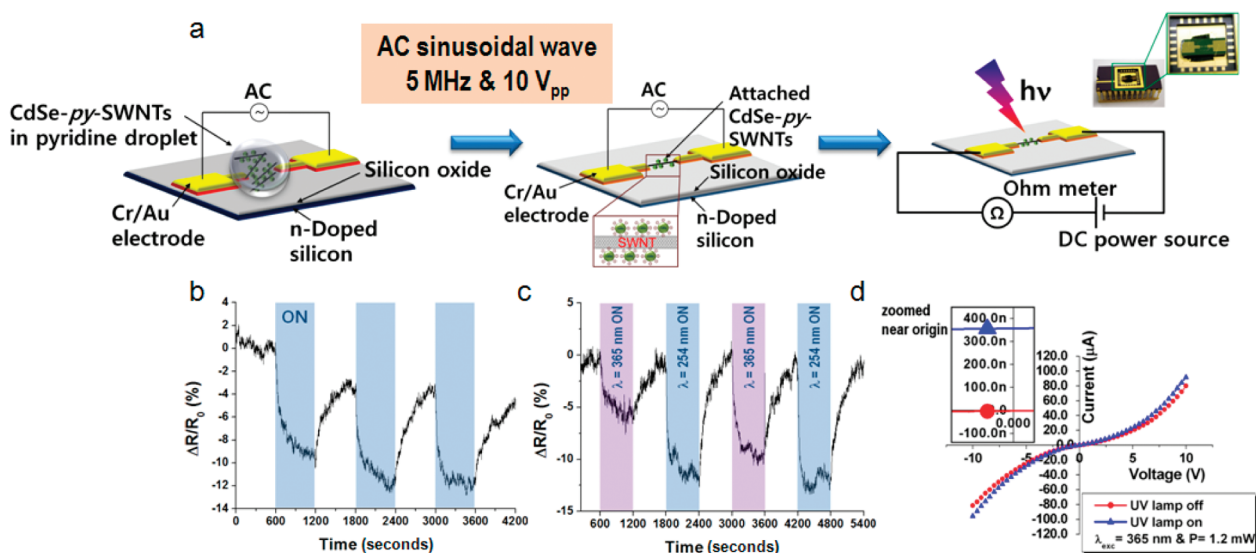 a
AC sinusoidal wave
5 MHz & 10 Vpp
AC
~
CdSe-py-SWNTs
in pyridine droplet
Silicon oxide
Cr/Au
electrode
n-Doped
silicon
AC
~
Attached
CdSe-py-
SWNTs
Silicon oxide
Cr/Au
electrode
n-Doped
silicon
SWNT
hν
Ohm meter
Ω
DC power source
b
ON
4
2
0
-2
-4
-6
-8
-10
-12
-14
ΔR/R0 (%)
0 600 1200 1800 2400 3000 3600 4200
Time (seconds)
c
λ = 365 nm ON
λ = 254 nm ON
λ = 365 nm ON
λ = 254 nm ON
5
0
-5
-10
-15
ΔR/R0 (%)
600 1200 1800 2400 3000 3600 4200 4800 5400
Time (seconds)
d
zoomed
near origin
400.0n
300.0n
200.0n
100.0n
.0
-100.0n
0.000
Current (μA)
120.0
100.0
80.0
60.0
40.0
20.0
0.0
-20.0
-40.0
-60.0
-80.0
-100.0
-120.0
-10 -5 0 5 10
Voltage (V)
UV lamp off
UV lamp on
λexc = 365 nm & P= 1.2 mW